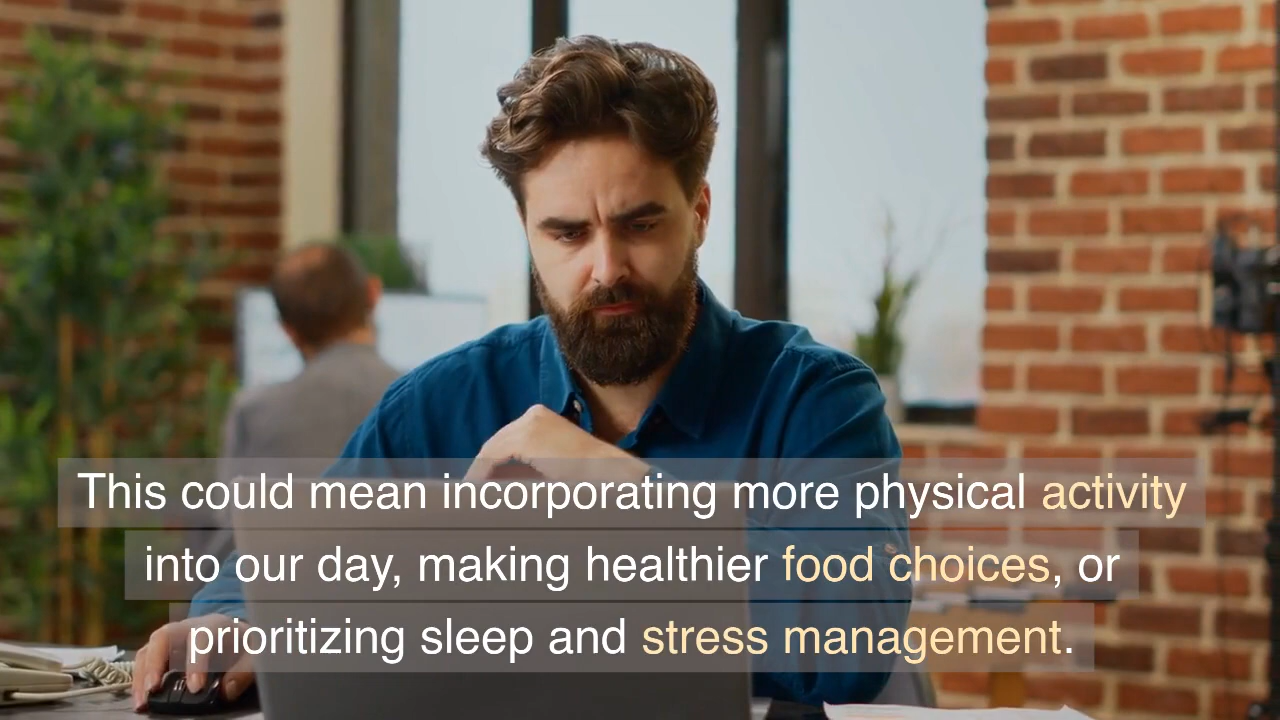 This could mean incorporating more physical activity
into our day, making healthier food choices, or
prioritizing sleep and stress management.